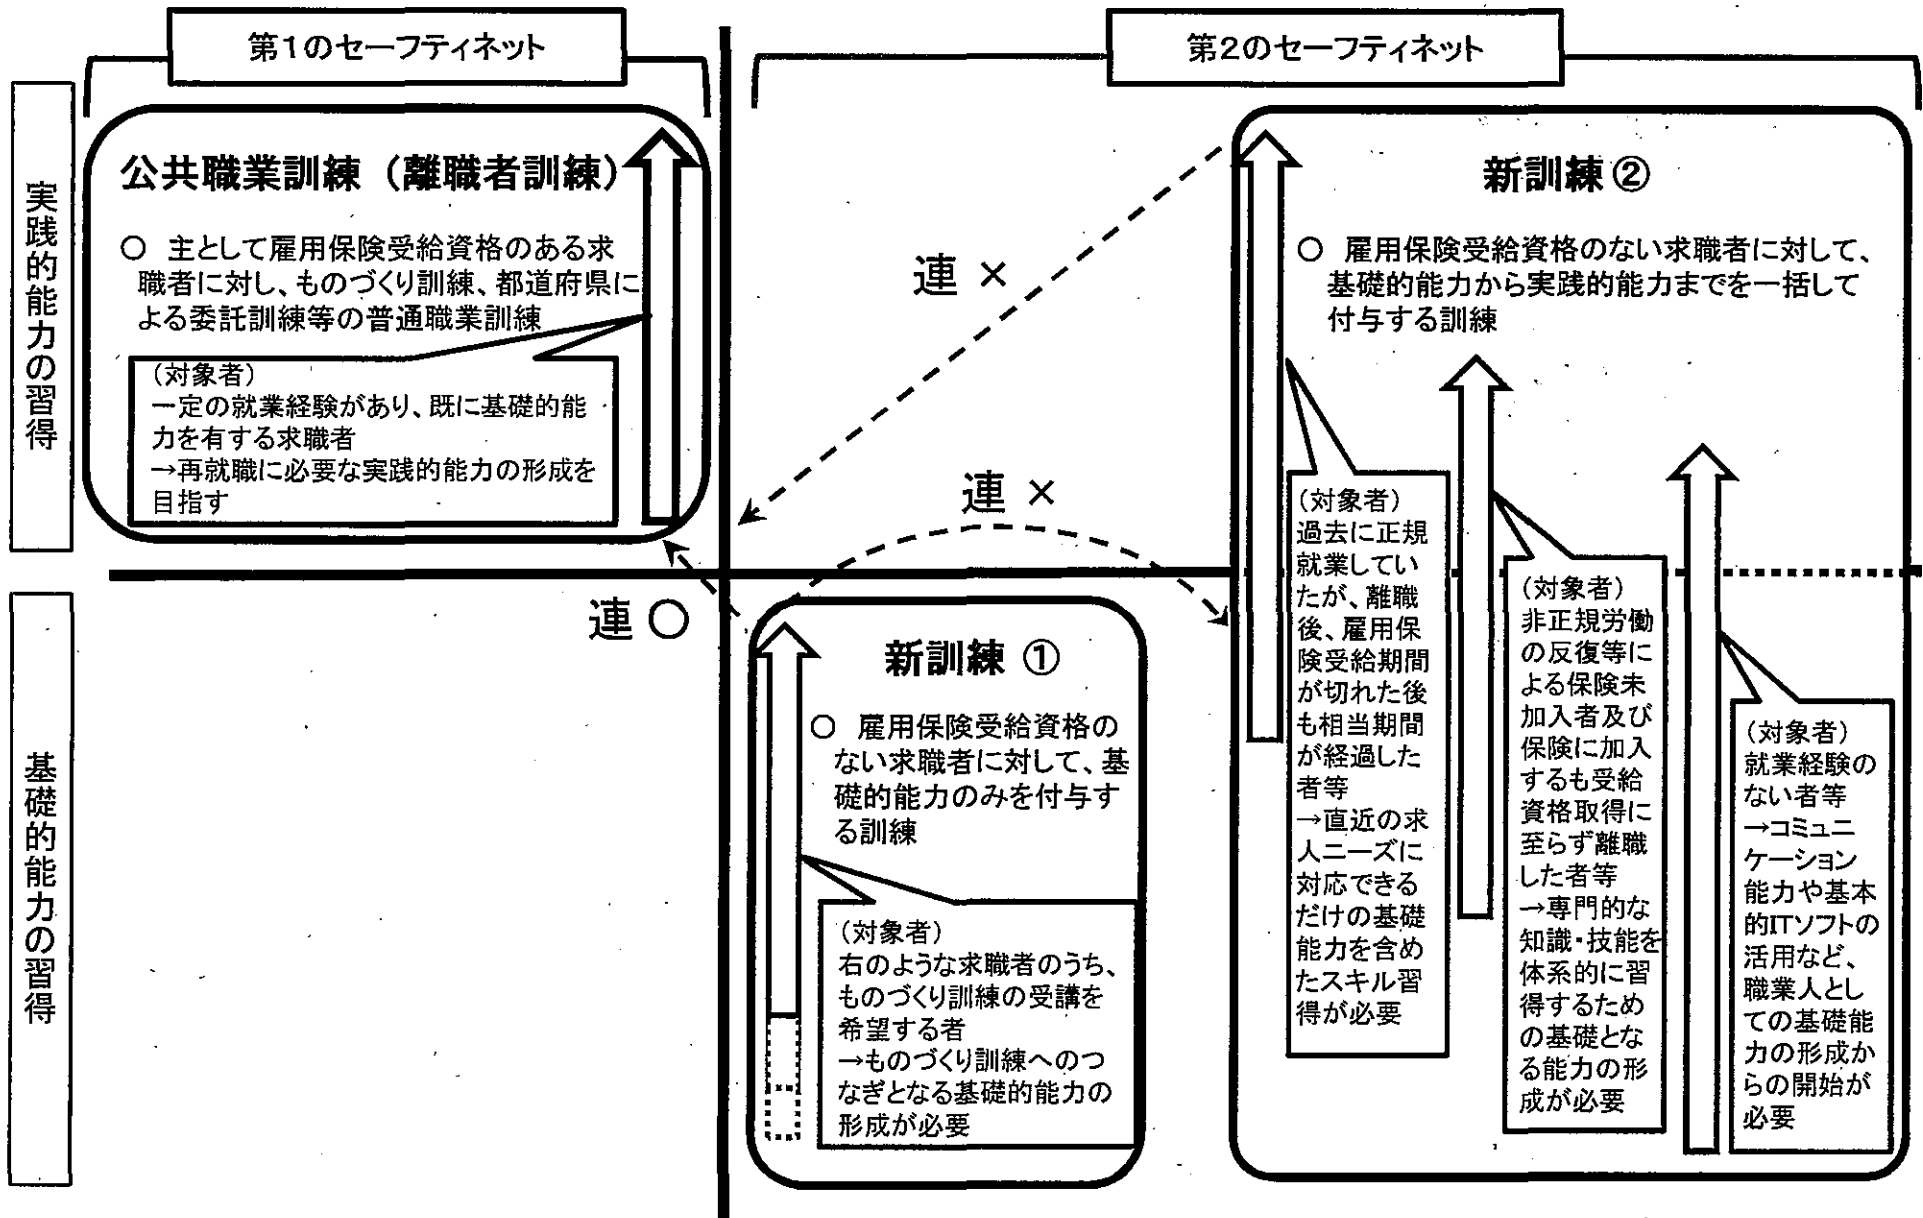 第1のセーフティネット
第2のセーフティネット
実践的能力の習得
基礎的能力の習得
公共職業訓練（離職者訓練）
○ 主として雇用保険受給資格のある求
職者に対し、ものづくり訓練、都道府県に
よる委託訓練等の普通職業訓練
（対象者）
一定の就業経験があり、既に基礎的能
力を有する求職者
→再就職に必要な実践的能力の形成を
目指す
連 ×
連 ×
連 ○
新訓練 ①
○ 雇用保険受給資格の
ない求職者に対して、基
礎的能力のみを付与す
る訓練
（対象者）
右のような求職者のうち、
ものづくり訓練の受講を
希望する者
→ものづくり訓練へのつ
なぎとなる基礎的能力の
形成が必要
新訓練 ②
○ 雇用保険受給資格のない求職者に対して、
基礎的能力から実践的能力までを一括して
付与する訓練
（対象者）
過去に正規
就業してい
たが、離職
後、雇用保
険受給期間
が切れた後
も相当期間
が経過した
者等
→直近の求
人ニーズに
対応できる
だけの基礎
能力を含め
たスキル習
得が必要
（対象者）
非正規労働
の反復等に
よる保険未
加入者及び
保険に加入
するも受給
資格取得に
至らず離職
した者等
→専門的な
知識・技能を
体系的に習
得するため
の基礎とな
る能力の形
成が必要
（対象者）
就業経験の
ない者等
→コミュニ
ケーション
能力や基本
的ITソフトの
活用など、
職業人とし
ての基礎能
力の形成か
らの開始が
必要